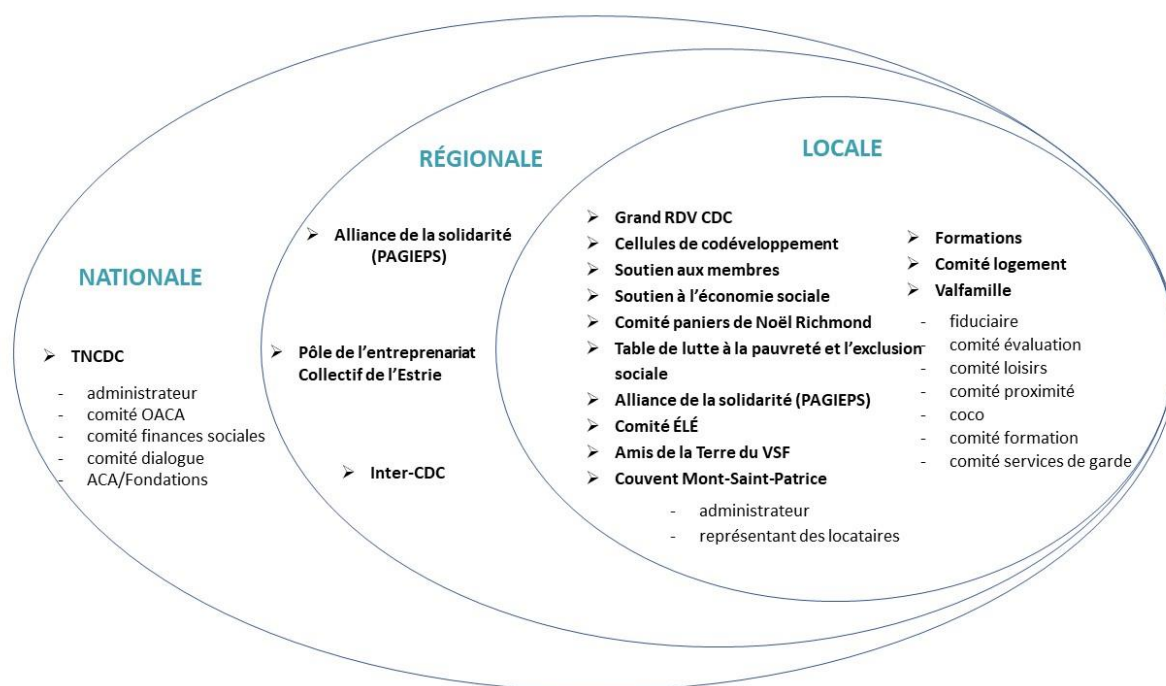 NATIONALE
➢ TNCDC
- administrateur
- comité OACA
- comité finances sociales
- comité dialogue
- ACA/Fondations
RÉGIONALE
➢ Alliance de la solidarité
(PAGIEPS)
➢ Pôle de l'entreprenariat
Collectif de l'Estrie
➢ Inter-CDC
LOCALE
➢ Grand RDV CDC
➢ Cellules de codéveloppement
➢ Soutien aux membres
➢ Soutien à l'économie sociale
➢ Comité paniers de Noël Richmond
➢ Table de lutte à la pauvreté et l'exclusion
sociale
➢ Alliance de la solidarité (PAGIEPS)
➢ Comité ÉLÉ
➢ Amis de la Terre du VSF
➢ Couvent Mont-Saint-Patrice
- administrateur
- représentant des locataires
➢ Formations
➢ Comité logement
➢ Valfamille
- fiduciaire
- comité évaluation
- comité loisirs
- comité proximité
- coco
- comité formation
- comité services de garde